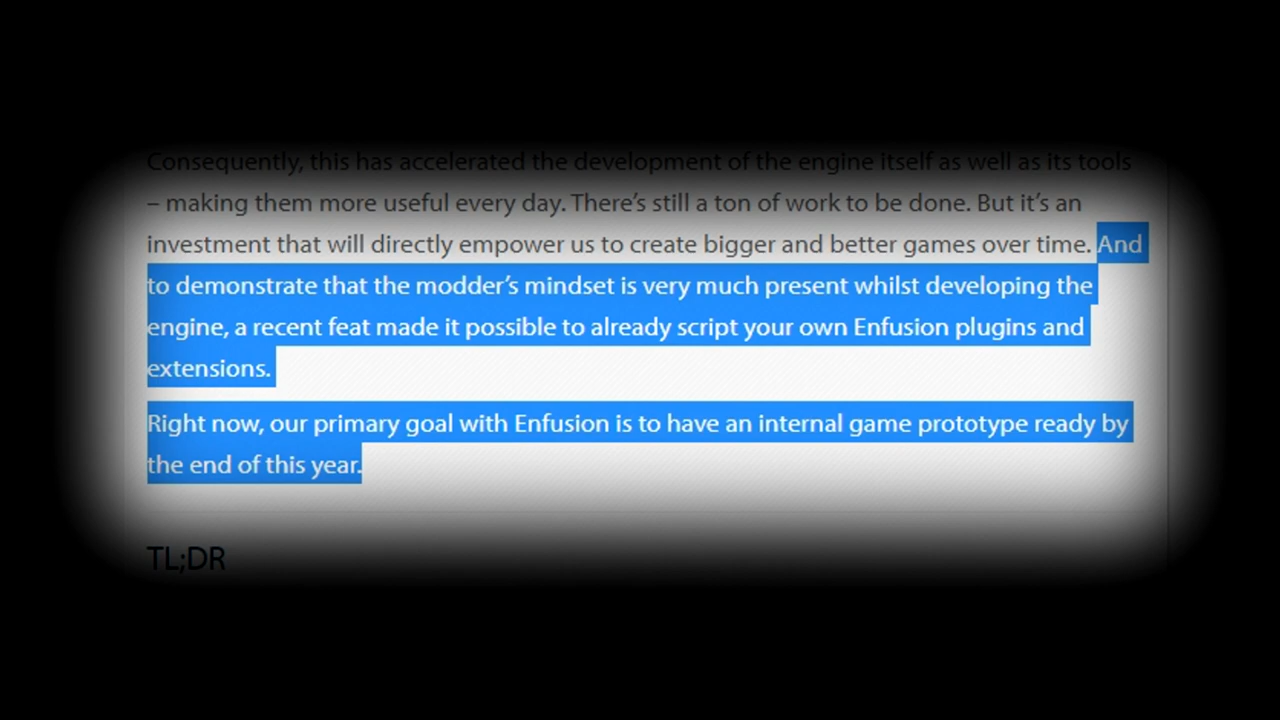 Consequently, this has accelerated the development of the engine itself as well as its tools
– making them more useful every day. There’s still a ton of work to be done. But it’s an
investment that will directly empower us to create bigger and better games over time. And
to demonstrate that the modder’s mindset is very much present whilst developing the
engine, a recent feat made it possible to already script your own Enfusion plugins and
extensions.
Right now, our primary goal with Enfusion is to have an internal game prototype ready by
the end of this year.
TL;DR